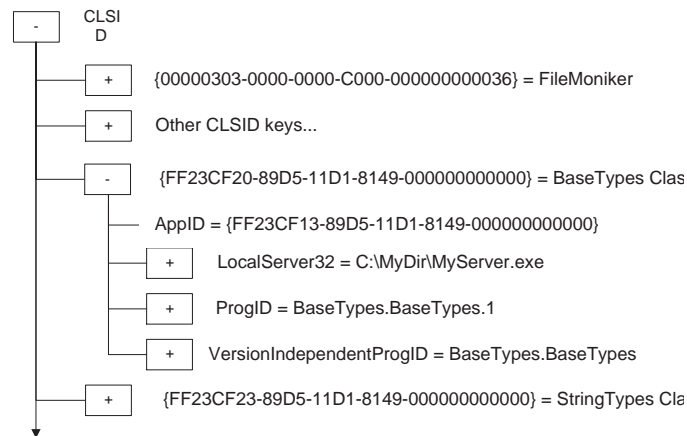 -
CLSI
D
+ {00000303-0000-0000-C000-000000000036} = FileMoniker
+ Other CLSID keys...
- {FF23CF20-89D5-11D1-8149-000000000000} = BaseTypes Clas
AppID = {FF23CF13-89D5-11D1-8149-000000000000}
+ LocalServer32 = C:\MyDir\MyServer.exe
+ ProgID = BaseTypes.BaseTypes.1
+ VersionIndependentProgID = BaseTypes.BaseTypes
+ {FF23CF23-89D5-11D1-8149-000000000000} = StringTypes Cla